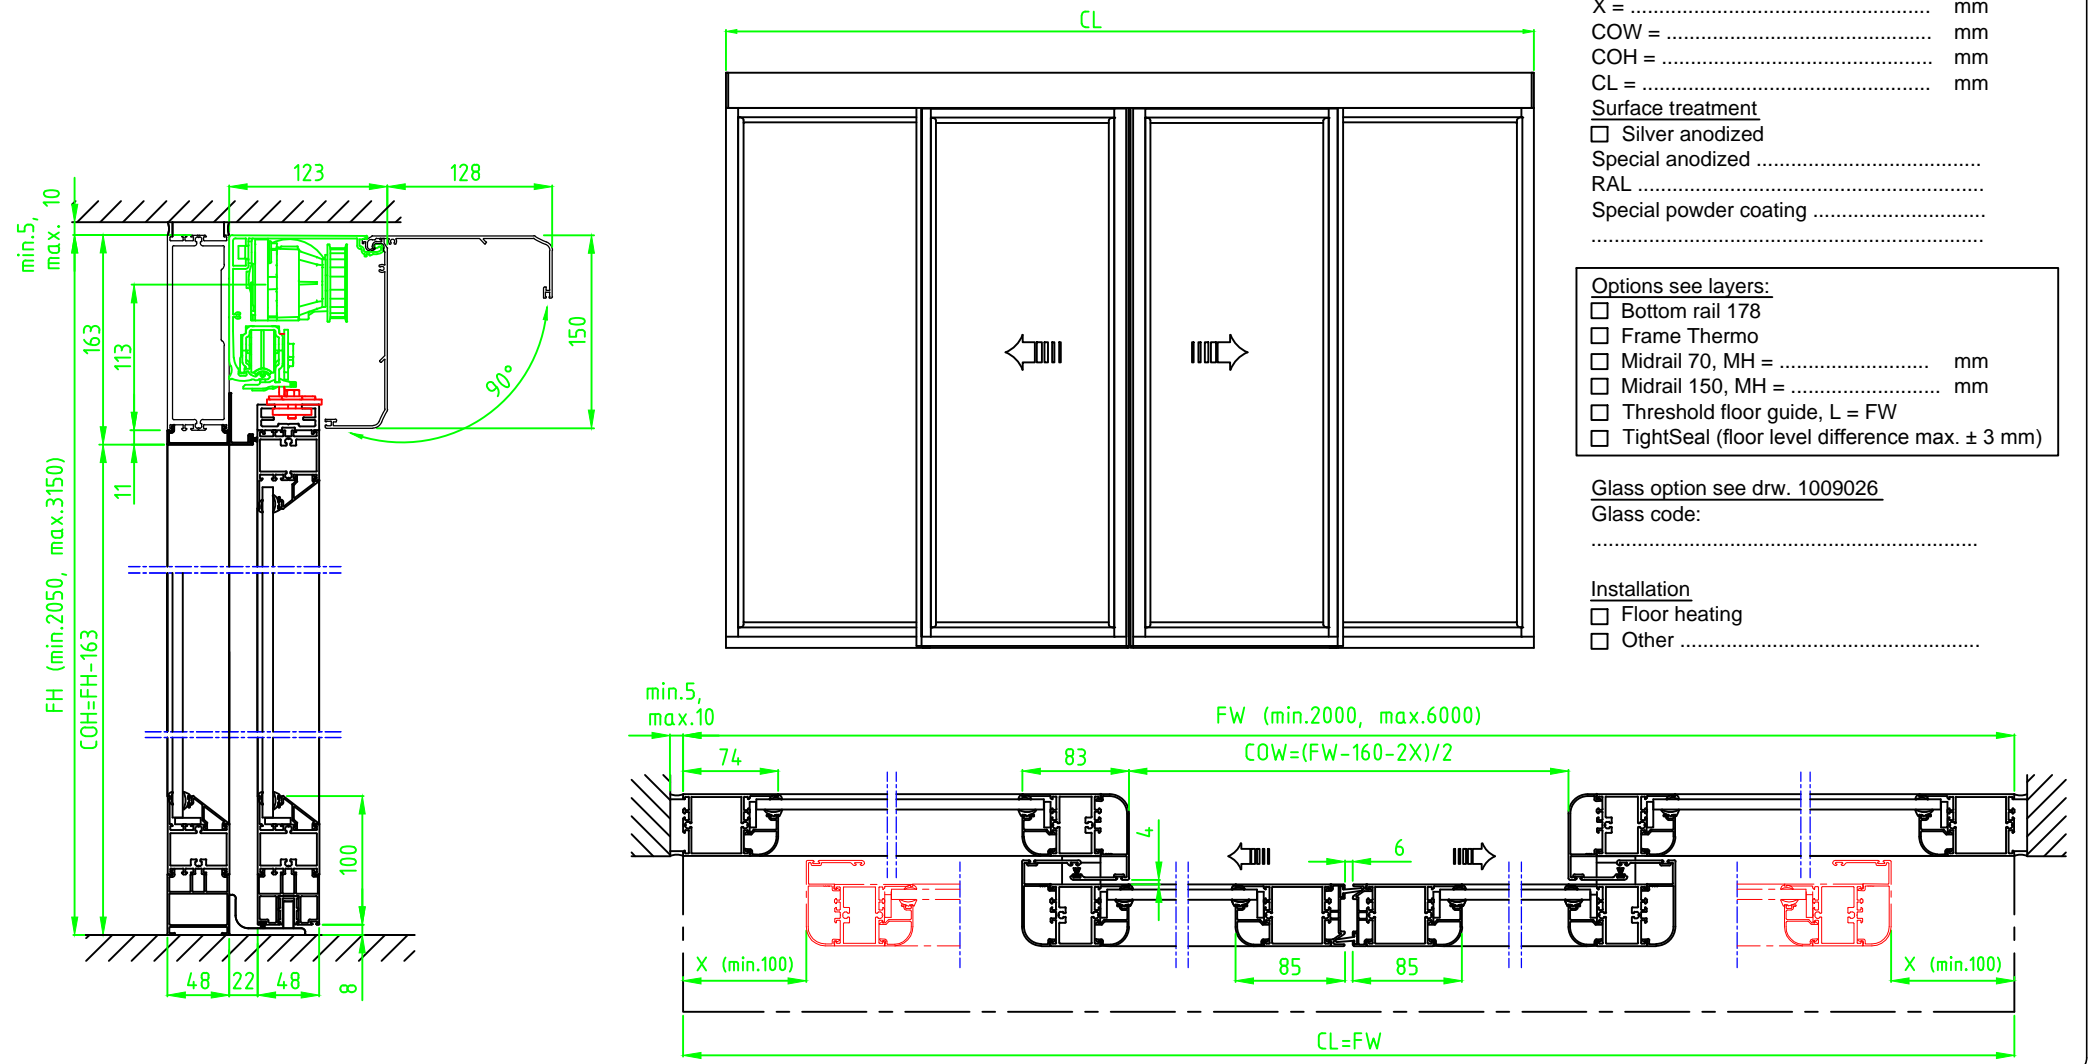 CL
123
128
min.5,
max. 10
163
113
11
150
90°
FH (min.2050, max.3150)
COH=FH-163
100
48
22
48
8
X = ...................................................... mm
COW = ................................................ mm
COH = ................................................. mm
CL = .................................................... mm
Surface treatment
☐ Silver anodized
Special anodized ........................................
RAL ..............................................................
Special powder coating ...............................
......................................................................
Options see layers:
☐ Bottom rail 178
☐ Frame Thermo
☐ Midrail 70, MH = ........................... mm
☐ Midrail 150, MH = ........................... mm
☐ Threshold floor guide, L = FW
☐ TightSeal (floor level difference max. ± 3 mm)
Glass option see drw. 1009026
Glass code:
.....................................................................
Installation
☐ Floor heating
☐ Other ......................................................
min.5,
max.10
FW (min.2000, max.6000)
74
83
COW=(FW-160-2X)/2
4
6
X (min.100)
85
85
X (min.100)
CL=FW